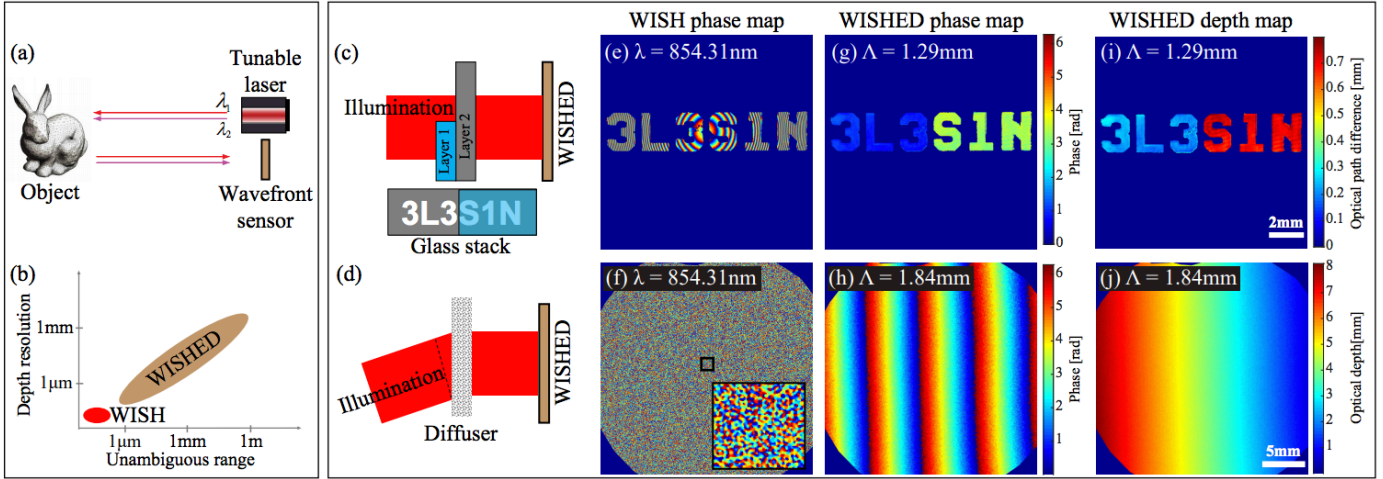 (a)
Tunable
laser
λ1
λ2
Object
Wavefront
sensor
(b)
Depth resolution
1mm
1μm
WISHED
WISH
1μm
1mm
1m
Unambiguous range
(c)
Illumination
Layer 1
Layer 2
WISHED
3L3S1N
Glass stack
(d)
Illumination
WISHED
Diffuser
WISH phase map
(e) λ = 854.31nm
3L3S1N
(f) λ = 854.31nm
WISHED phase map
(g) Λ = 1.29mm
3L3S1N
6
5
4
3
2
1
0
Phase [rad]
(h) Λ = 1.84mm
6
5
4
3
2
1
0
Phase [rad]
WISHED depth map
(i) Λ = 1.29mm
3L3S1N
2mm
0.7
0.6
0.5
0.4
0.3
0.2
0.1
0
Optical path difference [mm]
(j) Λ = 1.84mm
5mm
8
7
6
5
4
3
2
1
0
Optical depth[mm]